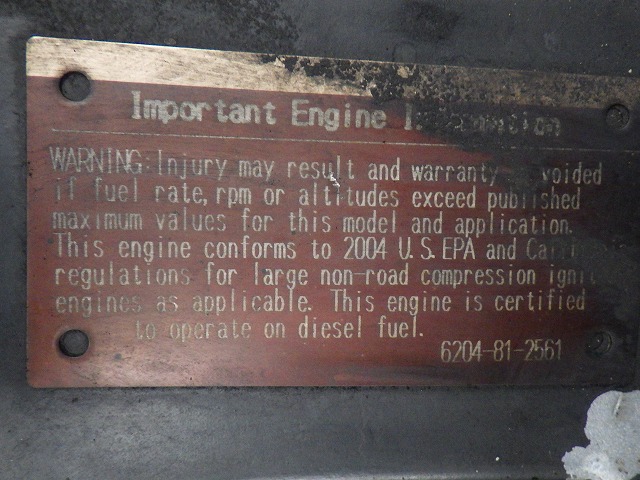 Important Engine
WARNING: Injury may result and warranty voided
if fuel rate, rpm or altitudes exceed published
maximum values for this model and application.
This engine conforms to 2004 U.S. EPA and
regulations for large non-road compression
engines as applicable. This engine is certified
to operate on diesel fuel.
6204-81-2561